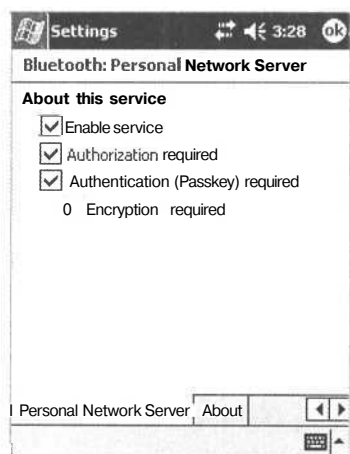 Settings 3:28 ok
Bluetooth: Personal Network Server
About this service
Enable service
Authorization required
Authentication (Passkey) required
0 Encryption required
Personal Network Server About